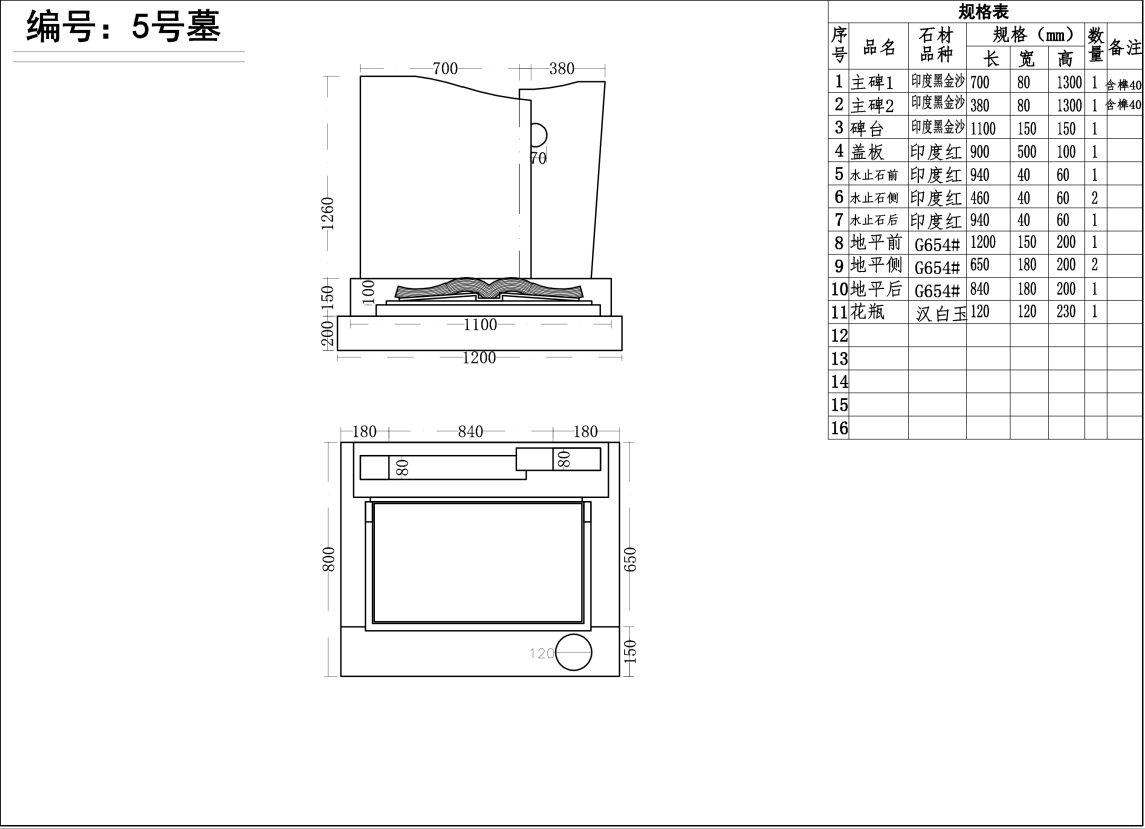 编号：5号墓
规格表
序号 品名 石材品种 规格（mm） 数量 备注
长 宽 高
1 主碑1 印度黑金沙 700 80 1300 1 含榫40
2 主碑2 印度黑金沙 380 80 1300 1 含榫40
3 碑台 印度黑金沙 1100 150 150 1
4 盖板 印度红 900 500 100 1
5 水止石前 印度红 940 40 60 1
6 水止石侧 印度红 460 40 60 2
7 水止石后 印度红 940 40 60 1
8 地平前 G654# 1200 150 200 1
9 地平侧 G654# 650 180 200 2
10 地平后 G654# 840 180 200 1
11 花瓶 汉白玉 120 120 230 1
12
13
14
15
16
700 380
70
1260
150 100
200
1100
1200
180 840 180
80 80
800 650
120 150